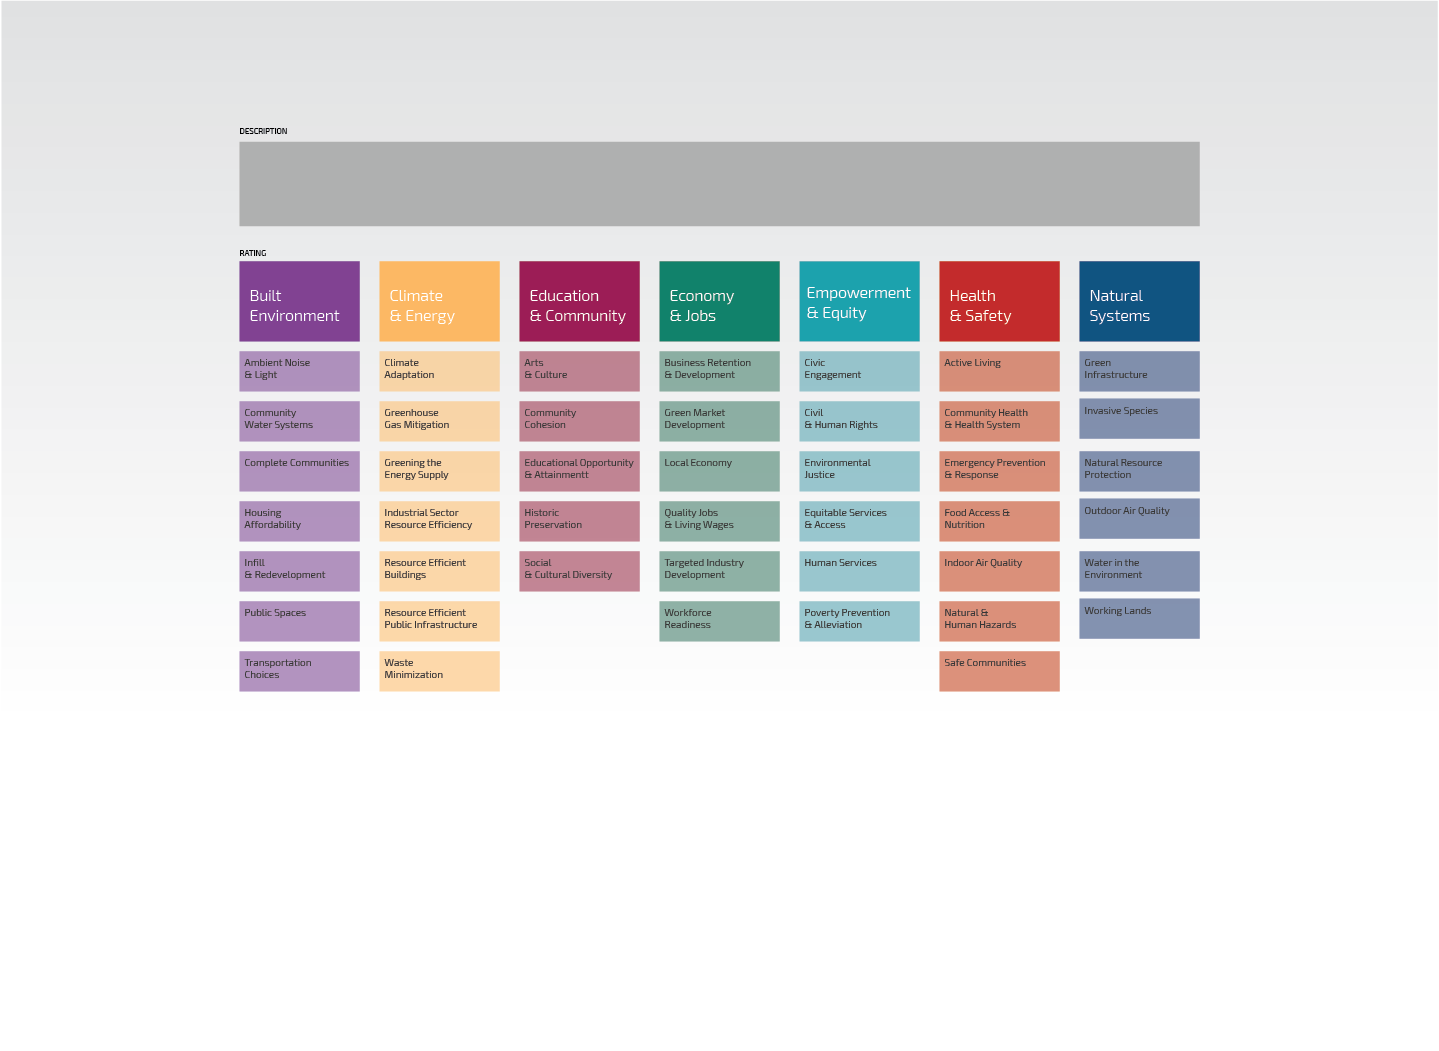 DESCRIPTION
RATING
Built
Environment
Climate
& Energy
Education
& Community
Economy
& Jobs
Empowerment
& Equity
Health
& Safety
Natural
Systems
Ambient Noise
& Light
Community
Water Systems
Complete Communities
Housing
Affordability
Infill
& Redevelopment
Public Spaces
Transportation
Choices
Climate
Adaptation
Greenhouse
Gas Mitigation
Greening the
Energy Supply
Industrial Sector
Resource Efficiency
Resource Efficient
Buildings
Resource Efficient
Public Infrastructure
Waste
Minimization
Arts
& Culture
Community
Cohesion
Educational Opportunity
& Attainmentt
Historic
Preservation
Social
& Cultural Diversity
Business Retention
& Development
Green Market
Development
Local Economy
Quality Jobs
& Living Wages
Targeted Industry
Development
Workforce
Readiness
Civic
Engagement
Civil
& Human Rights
Environmental
Justice
Equitable Services
& Access
Human Services
Poverty Prevention
& Alleviation
Active Living
Community Health
& Health System
Emergency Prevention
& Response
Food Access &
Nutrition
Indoor Air Quality
Natural &
Human Hazards
Safe Communities
Green
Infrastructure
Invasive Species
Natural Resource
Protection
Outdoor Air Quality
Water in the
Environment
Working Lands